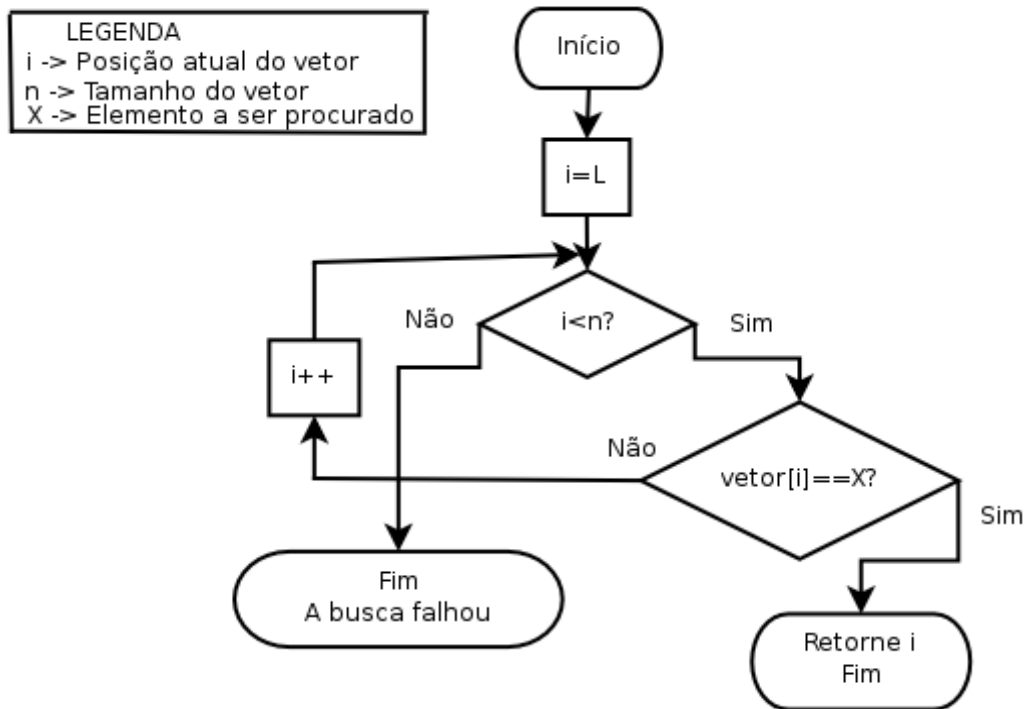 LEGENDA
i -> Posição atual do vetor
n -> Tamanho do vetor
X -> Elemento a ser procurado
Início
i=L
i<n?
Não
Sim
i++
Não
vetor[i]==X?
Sim
Fim
A busca falhou
Retorne i
Fim